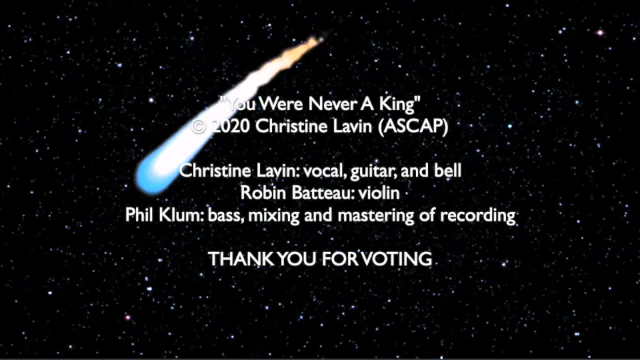 "You Were Never A King"
© 2020 Christine Lavin (ASCAP)
Christine Lavin: vocal, guitar, and bell
Robin Batteau: violin
Phil Klum: bass, mixing and mastering of recording
THANK YOU FOR VOTING